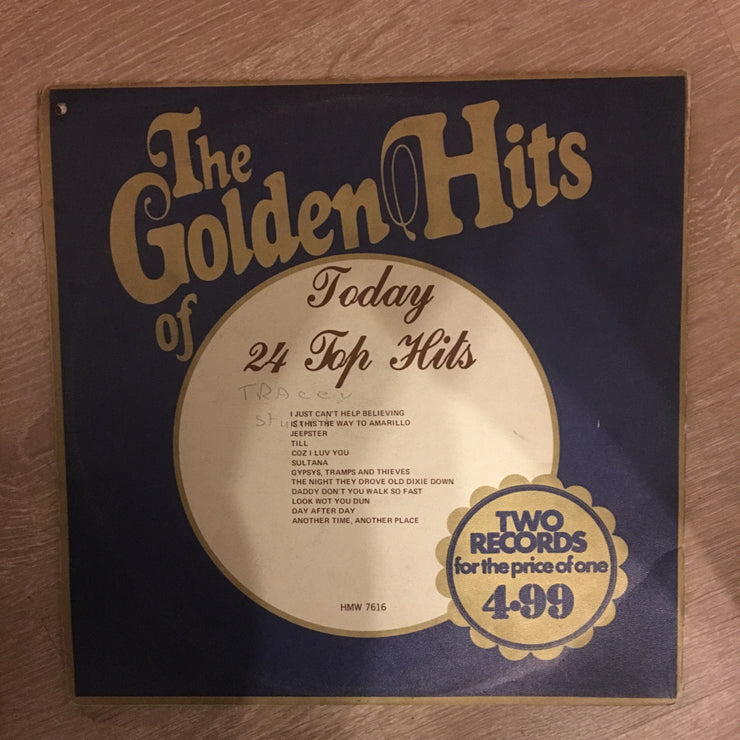 The
Golden Hits
of
Today
24 Top Hits
TRAcey
I JUST CAN'T HELP BELIEVING
IS THIS THE WAY TO AMARILLO
JEEPSTER
TILL
COZ I LUV YOU
SULTANA
GYPSYS, TRAMPS AND THIEVES
THE NIGHT THEY DROVE OLD DIXIE DOWN
DADDY DON'T YOU WALK SO FAST
LOOK WOT YOU DUN
DAY AFTER DAY
ANOTHER TIME, ANOTHER PLACE
HMW 7616
TWO
RECORDS
for the price of one
4·99